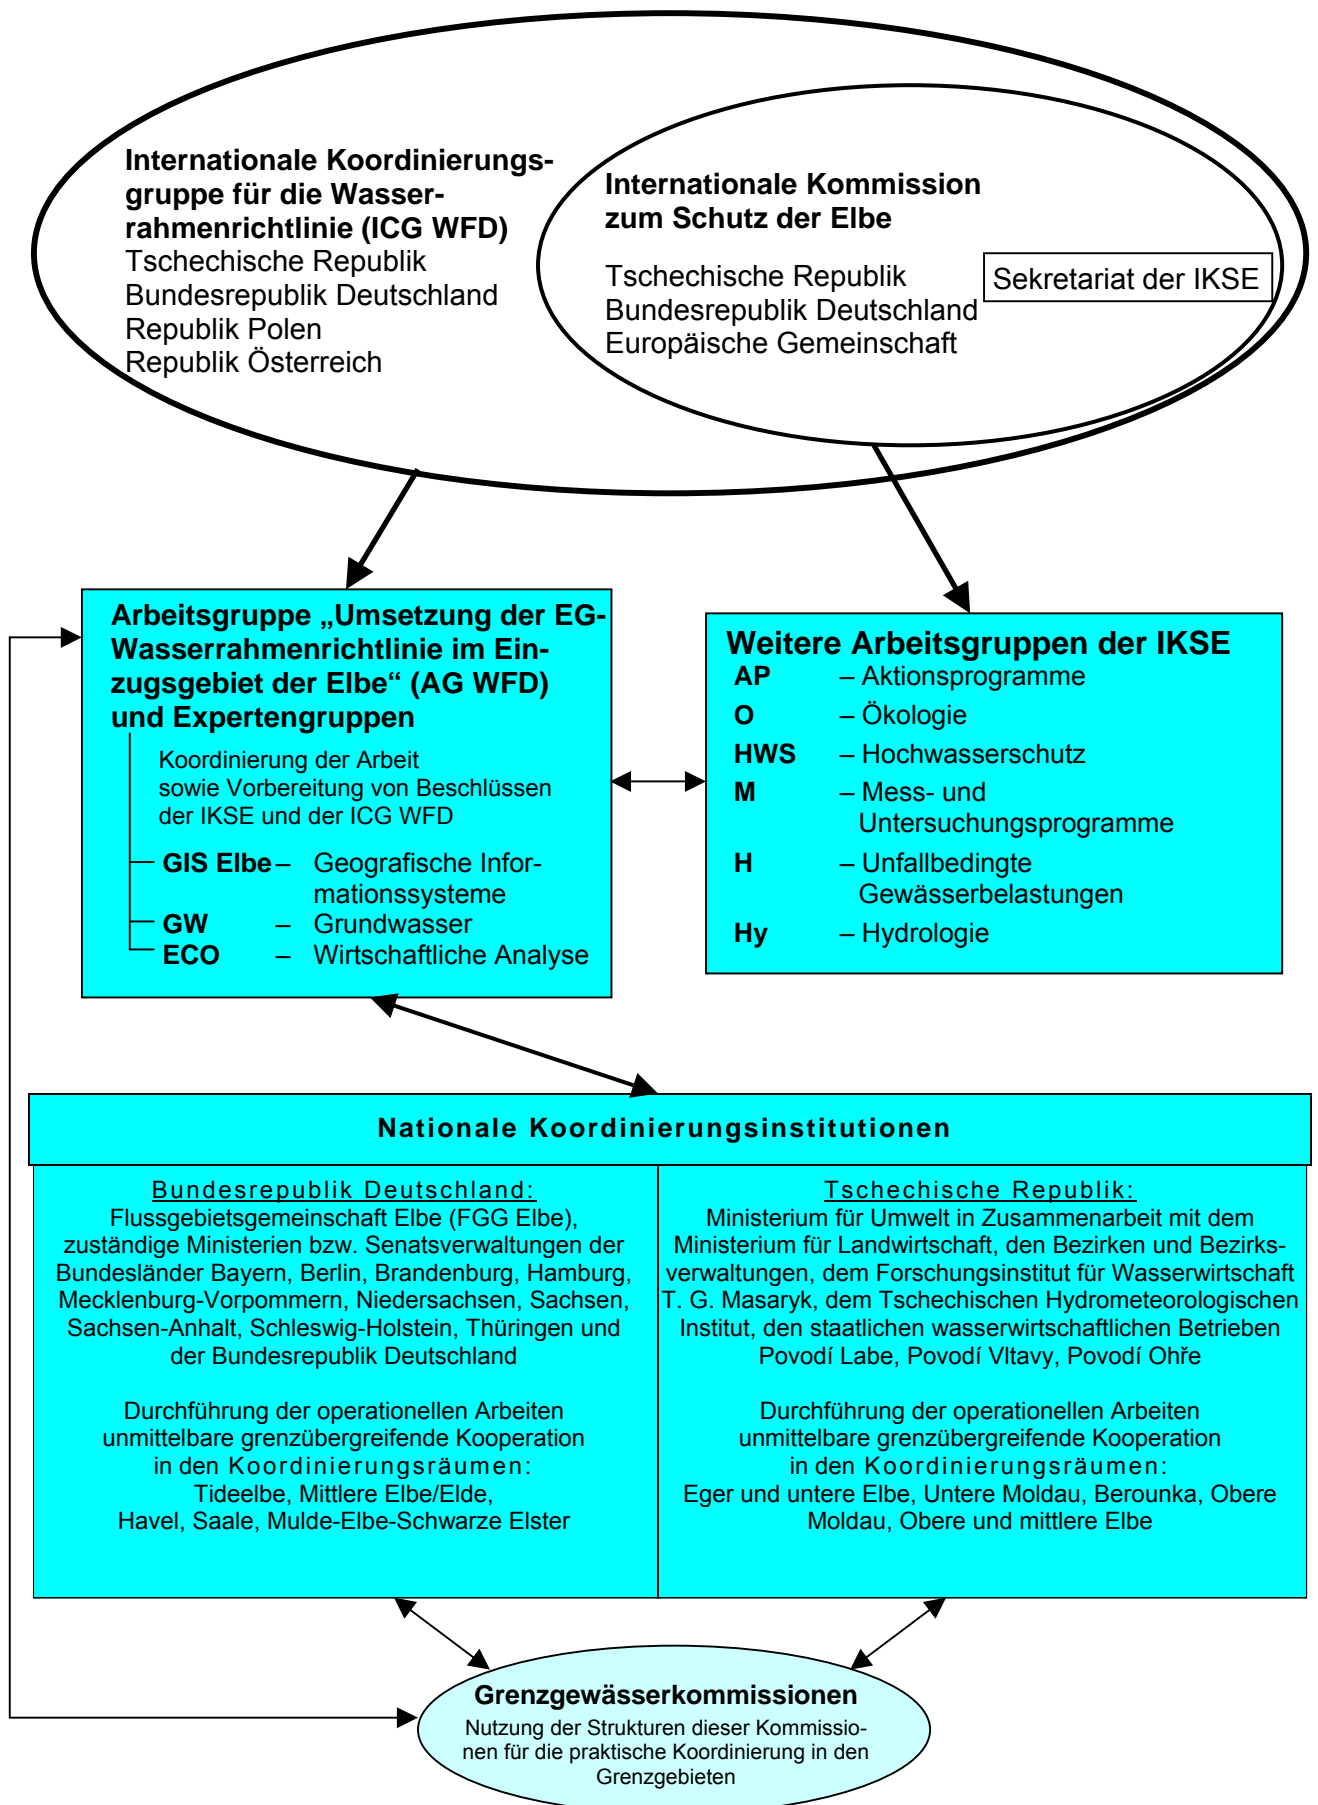 Internationale Koordinierungs-
gruppe für die Wasser-
rahmenrichtlinie (ICG WFD)
Tschechische Republik
Bundesrepublik Deutschland
Republik Polen
Republik Österreich
Internationale Kommission
zum Schutz der Elbe
Tschechische Republik
Bundesrepublik Deutschland
Europäische Gemeinschaft
Sekretariat der IKSE
Arbeitsgruppe „Umsetzung der EG-
Wasserrahmenrichtlinie im Ein-
zugsgebiet der Elbe“ (AG WFD)
und Expertengruppen
Koordinierung der Arbeit
sowie Vorbereitung von Beschlüssen
der IKSE und der ICG WFD
GIS Elbe – Geografische Infor-
mationssysteme
GW – Grundwasser
ECO – Wirtschaftliche Analyse
Weitere Arbeitsgruppen der IKSE
AP – Aktionsprogramme
O – Ökologie
HWS – Hochwasserschutz
M – Mess- und
Untersuchungsprogramme
H – Unfallbedingte
Gewässerbelastungen
Hy – Hydrologie
Nationale Koordinierungsinstitutionen
Bundesrepublik Deutschland:
Flussgebietsgemeinschaft Elbe (FGG Elbe),
zuständige Ministerien bzw. Senatsverwaltungen der
Bundesländer Bayern, Berlin, Brandenburg, Hamburg,
Mecklenburg-Vorpommern, Niedersachsen, Sachsen,
Sachsen-Anhalt, Schleswig-Holstein, Thüringen und
der Bundesrepublik Deutschland
Durchführung der operationellen Arbeiten
unmittelbare grenzübergreifende Kooperation
in den Koordinierungsräumen:
Tideelbe, Mittlere Elbe/Elde,
Havel, Saale, Mulde-Elbe-Schwarze Elster
Tschechische Republik:
Ministerium für Umwelt in Zusammenarbeit mit dem
Ministerium für Landwirtschaft, den Bezirken und Bezirks-
verwaltungen, dem Forschungsinstitut für Wasserwirtschaft
T. G. Masaryk, dem Tschechischen Hydrometeorologischen
Institut, den staatlichen wasserwirtschaftlichen Betrieben
Povodí Labe, Povodí Vltavy, Povodí Ohře
Durchführung der operationellen Arbeiten
unmittelbare grenzübergreifende Kooperation
in den Koordinierungsräumen:
Eger und untere Elbe, Untere Moldau, Berounka, Obere
Moldau, Obere und mittlere Elbe
Grenzgewässerkommissionen
Nutzung der Strukturen dieser Kommissio-
nen für die praktische Koordinierung in den
Grenzgebieten